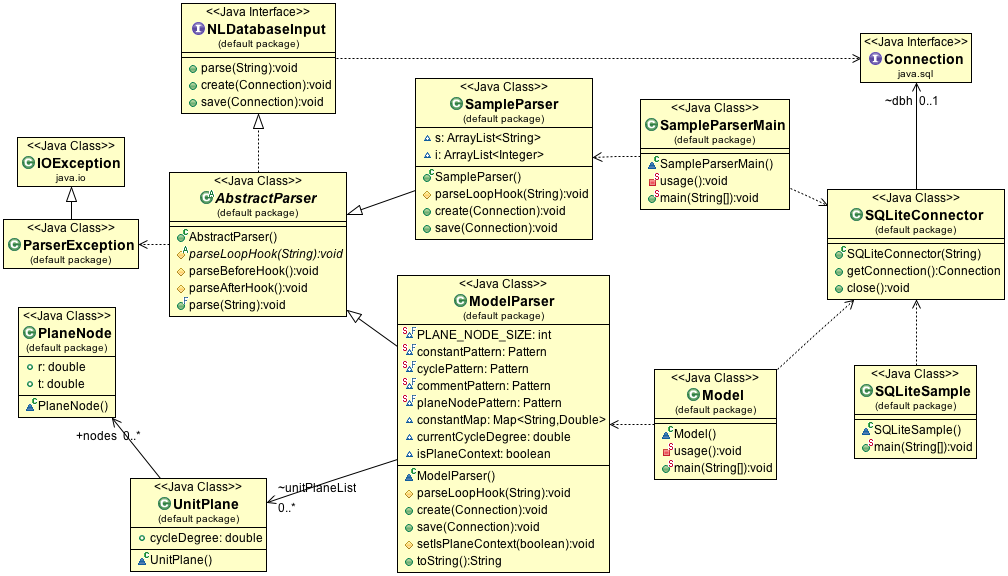 <<Java Interface>>
NLDatabaseInput
(default package)
parse(String):void
create(Connection):void
save(Connection):void
<<Java Interface>>
Connection
java.sql
~dbh 0..1
<<Java Class>>
SampleParser
(default package)
s: ArrayList<String>
i: ArrayList<Integer>
SampleParser()
parseLoopHook(String):void
create(Connection):void
save(Connection):void
<<Java Class>>
SampleParserMain
(default package)
SampleParserMain()
usage():void
main(String[]):void
<<Java Class>>
IOException
java.io
<<Java Class>>
ParserException
(default package)
<<Java Class>>
AbstractParser
(default package)
AbstractParser()
parseLoopHook(String):void
parseBeforeHook():void
parseAfterHook():void
parse(String):void
<<Java Class>>
SQLiteConnector
(default package)
SQLiteConnector(String)
getConnection():Connection
close():void
<<Java Class>>
ModelParser
(default package)
PLANE_NODE_SIZE: int
constantPattern: Pattern
cyclePattern: Pattern
commentPattern: Pattern
planeNodePattern: Pattern
constantMap: Map<String,Double>
currentCycleDegree: double
isPlaneContext: boolean
ModelParser()
parseLoopHook(String):void
create(Connection):void
save(Connection):void
setIsPlaneContext(boolean):void
toString():String
<<Java Class>>
PlaneNode
(default package)
r: double
t: double
PlaneNode()
+nodes 0..*
<<Java Class>>
Model
(default package)
Model()
usage():void
main(String[]):void
<<Java Class>>
SQLiteSample
(default package)
SQLiteSample()
main(String[]):void
<<Java Class>>
UnitPlane
(default package)
cycleDegree: double
UnitPlane()
~unitPlaneList
0..*